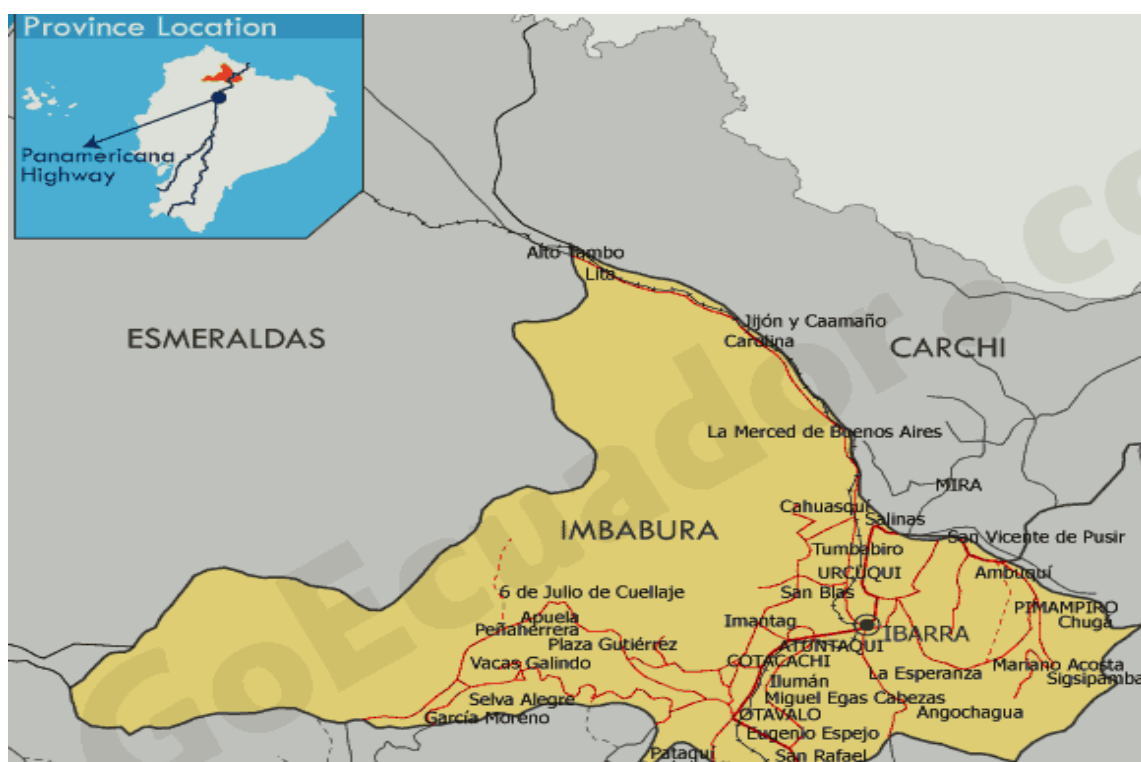 Province Location
Panamericana
Highway
Alto Tambo
Lita
ESMERALDAS
Jijón y Caamaño
Carolina
CARCHI
La Merced de Buenos Aires
MIRA
Cahuasquí
Salinas
IMBABURA
San Vicente de Pusir
Tumbabiro
URCUQUI
Ambuquí
6 de Julio de Cuellaje
San Blas
PIMAMPIRO
Apuela
Imantag
Chuga
Peñaherrera
IBARRA
Plaza Gutiérrez
ATUNTAQUI
Vacas Galindo
COTACACHI
La Esperanza
Mariano Acosta
Ilumán
Sigsipamba
Selva Alegre
Miguel Egas Cabezas
García Moreno
OTAVALO
Angochagua
Eugenio Espejo
Pataquí
San Rafael
GoEcuador.co